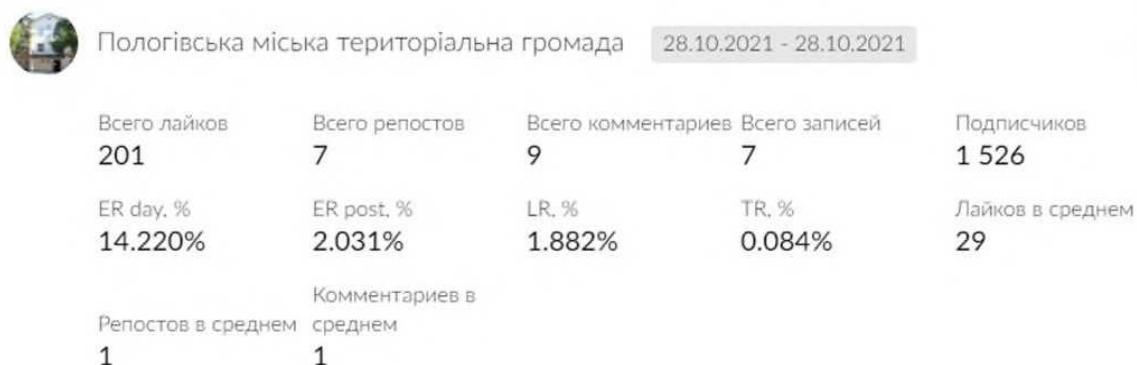 Пологівська міська територіальна громада 28.10.2021 - 28.10.2021
Всего лайков Всего репостов Всего комментариев Всего записей Подписчиков
201 7 9 7 1 526
ER day, % ER post, % LR, % TR, % Лайков в среднем
14.220% 2.031% 1.882% 0.084% 29
Репостов в среднем Комментариев в среднем
1 1